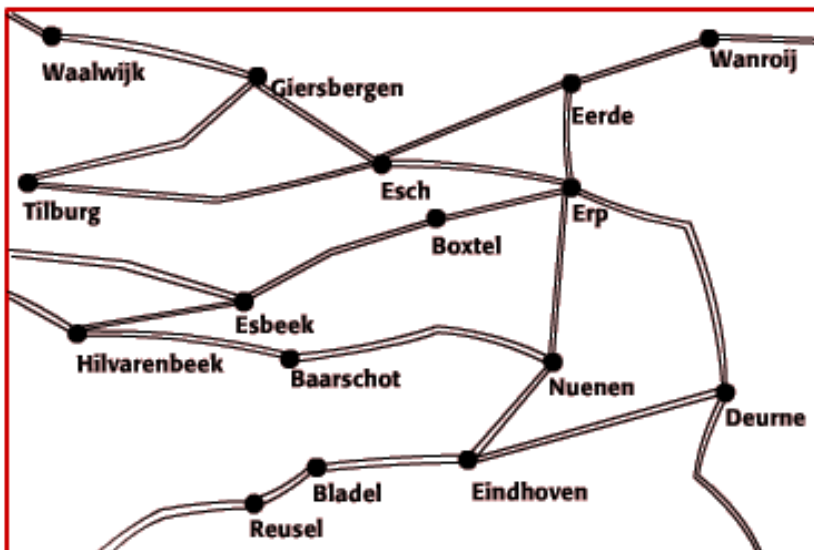 Waalwijk
Wanroij
Giersbergen
Eerde
Esch
Tilburg
Erp
Boxtel
Esbeek
Hilvarenbeek
Baarschot
Nuenen
Deurne
Bladel
Eindhoven
Reusel